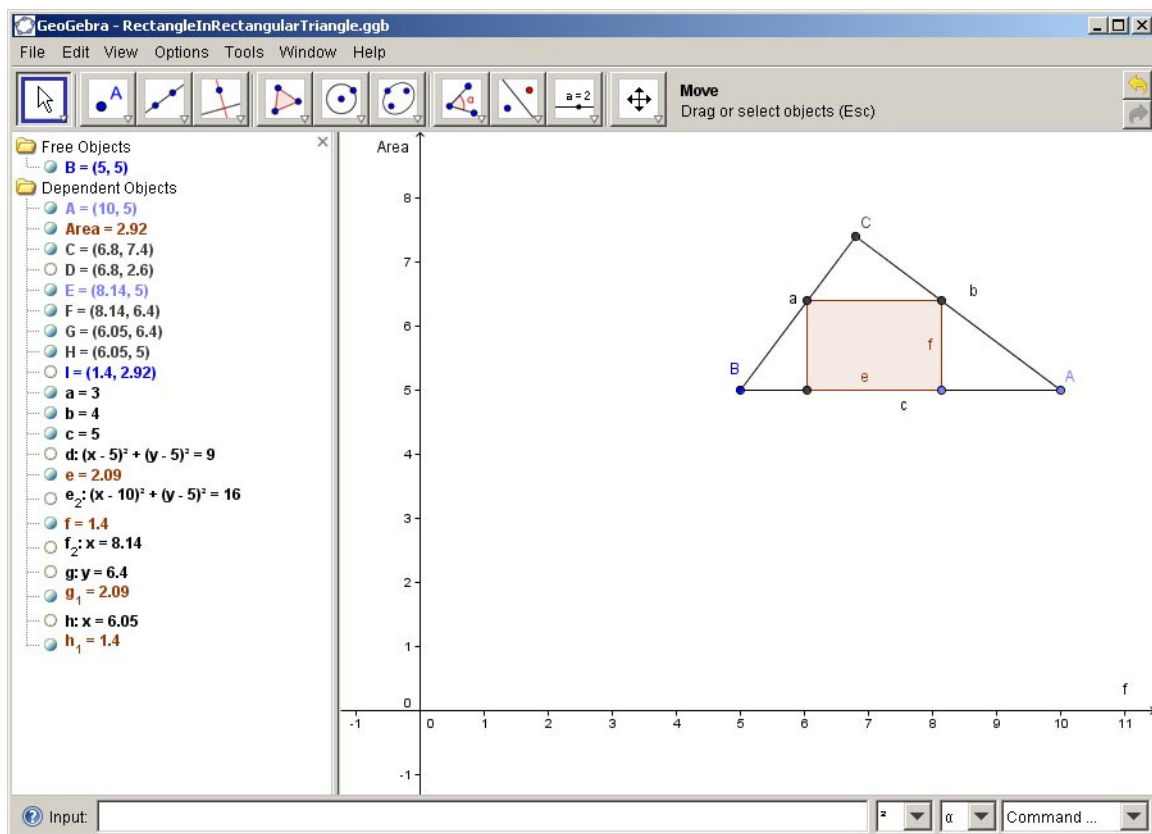 GeoGebra - RectangleInRectangularTriangle.ggb
File Edit View Options Tools Window Help
A
α
a = 2
Move
Drag or select objects (Esc)
Free Objects
B = (5, 5)
Dependent Objects
A = (10, 5)
Area = 2.92
C = (6.8, 7.4)
D = (6.8, 2.6)
E = (8.14, 5)
F = (8.14, 6.4)
G = (6.05, 6.4)
H = (6.05, 5)
I = (1.4, 2.92)
a = 3
b = 4
c = 5
d: (x - 5)² + (y - 5)² = 9
e = 2.09
e₂: (x - 10)² + (y - 5)² = 16
f = 1.4
f₂: x = 8.14
g: y = 6.4
g₁ = 2.09
h: x = 6.05
h₁ = 1.4
Area
8
7
6
5
4
3
2
1
0
-1
C
a
b
f
B
e
A
c
f
-1 0 1 2 3 4 5 6 7 8 9 10 11
Input:
²
α
Command ...